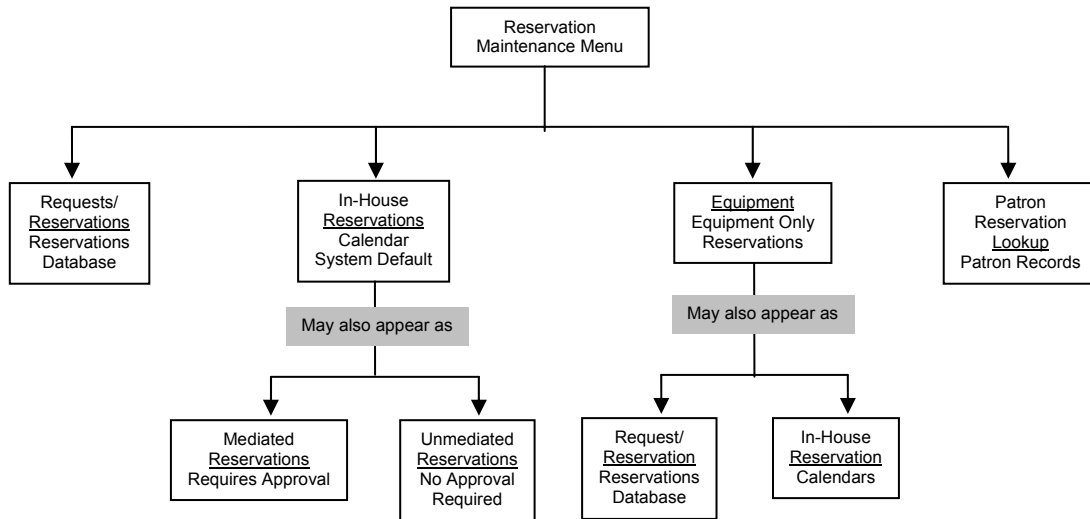 Reservation
Maintenance Menu
Requests/
Reservations
Reservations
Database
In-House
Reservations
Calendar
System Default
Equipment
Equipment Only
Reservations
Patron
Reservation
Lookup
Patron Records
May also appear as
May also appear as
Mediated
Reservations
Requires Approval
Unmediated
Reservations
No Approval
Required
Request/
Reservation
Reservations
Database
In-House
Reservation
Calendars